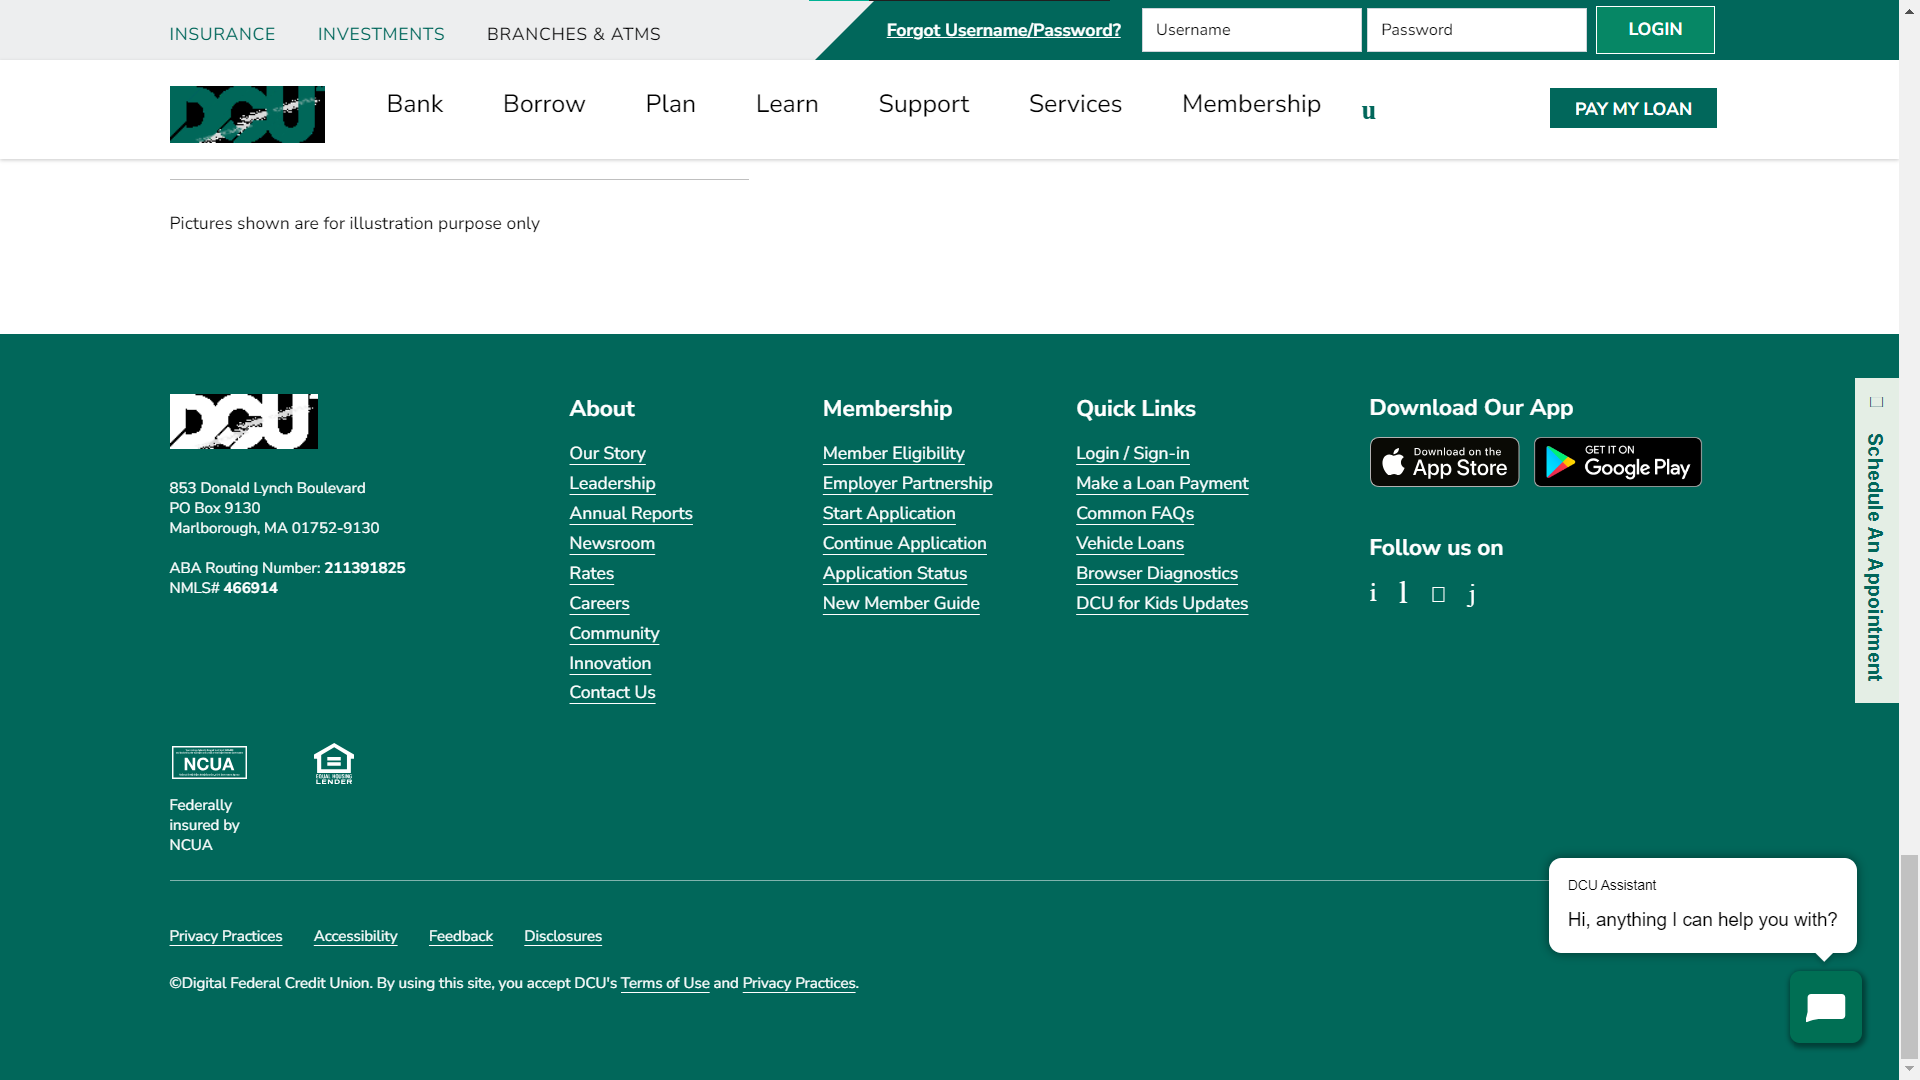 INSURANCE INVESTMENTS BRANCHES & ATMS Forgot Username/Password? Username Password LOGIN
DCU Bank Borrow Plan Learn Support Services Membership u PAY MY LOAN
Pictures shown are for illustration purpose only
DCU
853 Donald Lynch Boulevard
PO Box 9130
Marlborough, MA 01752-9130
ABA Routing Number: 211391825
NMLS# 466914
About
Our Story
Leadership
Annual Reports
Newsroom
Rates
Careers
Community
Innovation
Contact Us
Membership
Member Eligibility
Employer Partnership
Start Application
Continue Application
Application Status
New Member Guide
Quick Links
Login / Sign-in
Make a Loan Payment
Common FAQs
Vehicle Loans
Browser Diagnostics
DCU for Kids Updates
Download Our App
Download on the
App Store
GET IT ON
Google Play
Follow us on
i l j
Schedule An Appointment
NCUA
EQUAL HOUSING
LENDER
Federally
insured by
NCUA
DCU Assistant
Hi, anything I can help you with?
Privacy Practices Accessibility Feedback Disclosures
©Digital Federal Credit Union. By using this site, you accept DCU's Terms of Use and Privacy Practices.